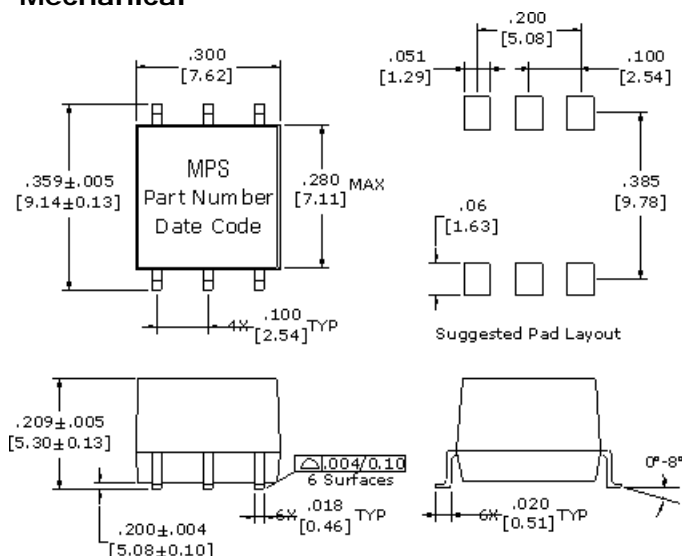 Mechanical
.300
[7.62]
.359±.005
[9.14±0.13]
MPS
Part Number
Date Code
.280 MAX
[7.11]
4X .100 TYP
[2.54]
.200
[5.08]
.051
[1.29]
.100
[2.54]
.385
[9.78]
.06
[1.63]
Suggested Pad Layout
.209±.005
[5.30±0.13]
.200±.004
[5.08±0.10]
.004/0.10
6 Surfaces
6X .018 TYP
[0.46]
0°-8°
6X .020 TYP
[0.51]